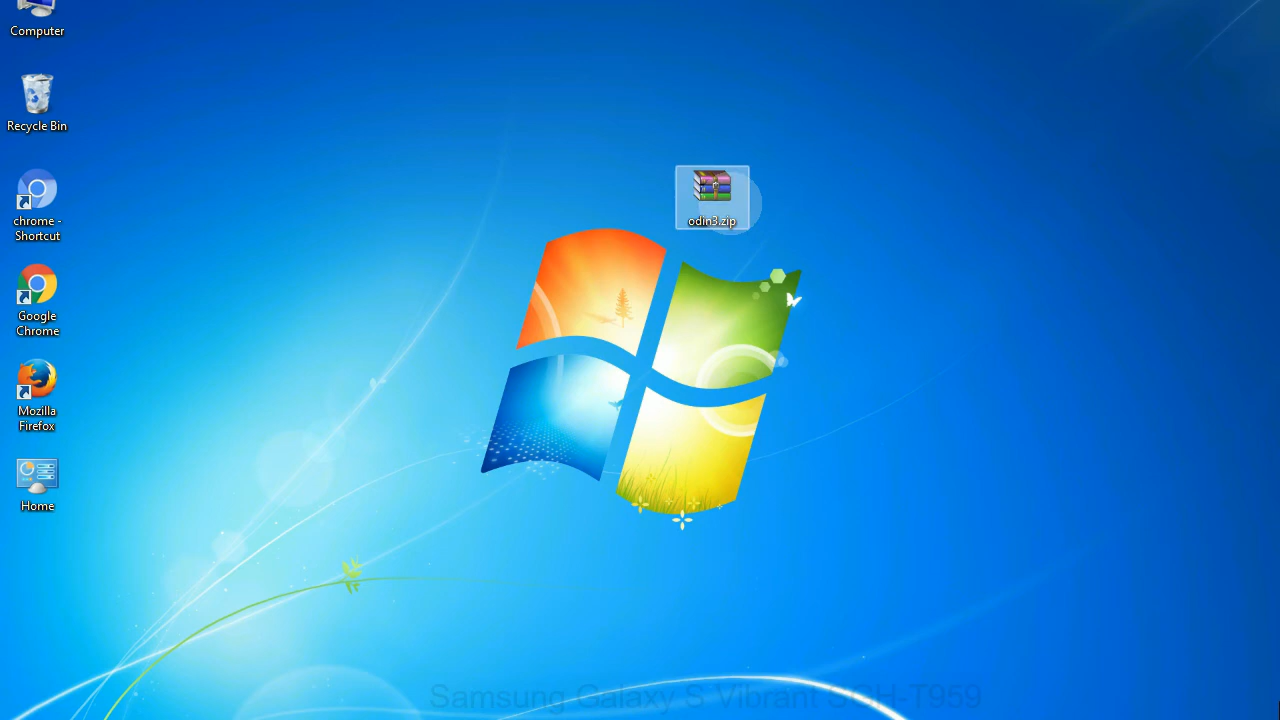 Computer
Recycle Bin
chrome -
Shortcut
Google
Chrome
Mozilla
Firefox
Home
odin3.zip
Samsung Galaxy S Vibrant SGH-T959